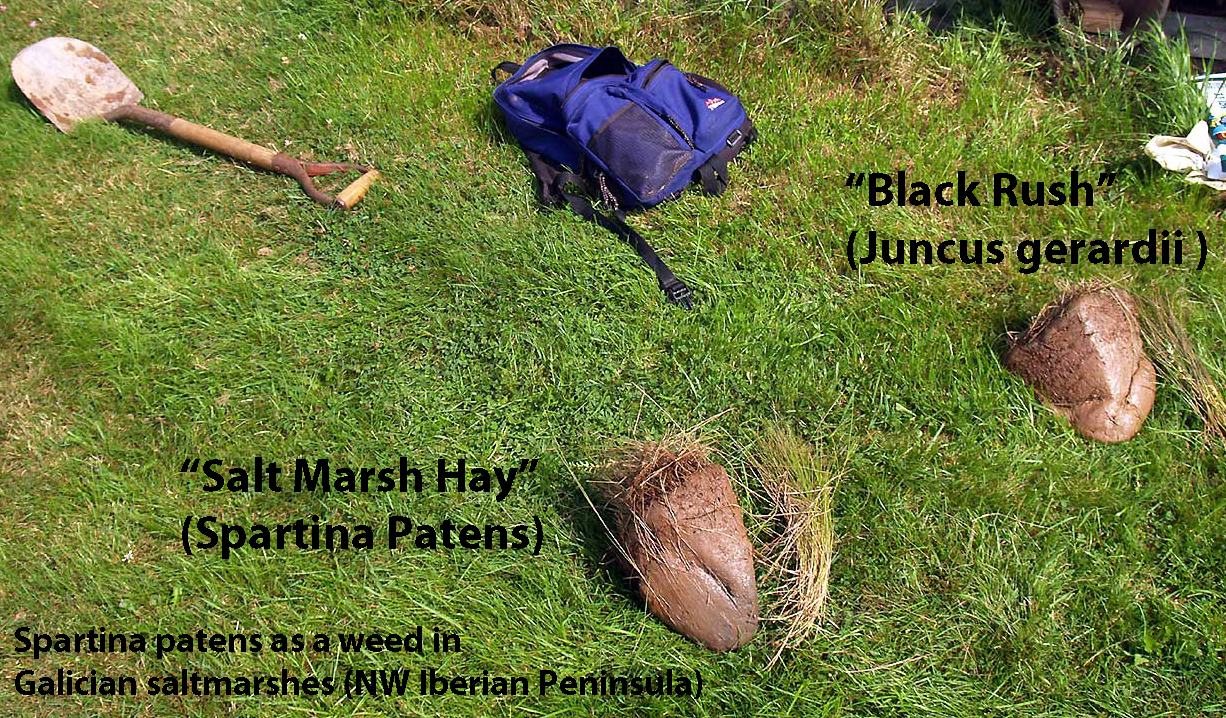 “Black Rush”
(Juncus gerardii )
“Salt Marsh Hay”
(Spartina Patens)
Spartina patens as a weed in
Galician saltmarshes (NW Iberian Peninsula)